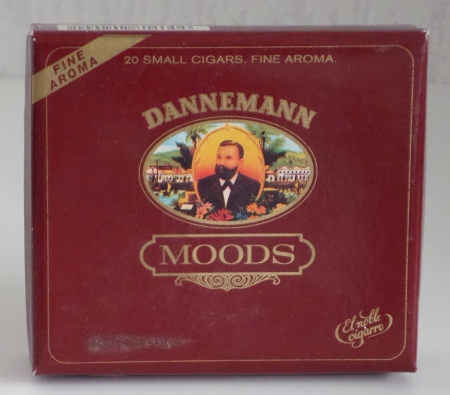 FINE
AROMA
20 SMALL CIGARS. FINE AROMA.
DANNEMANN
MOODS
El noble
cigarro